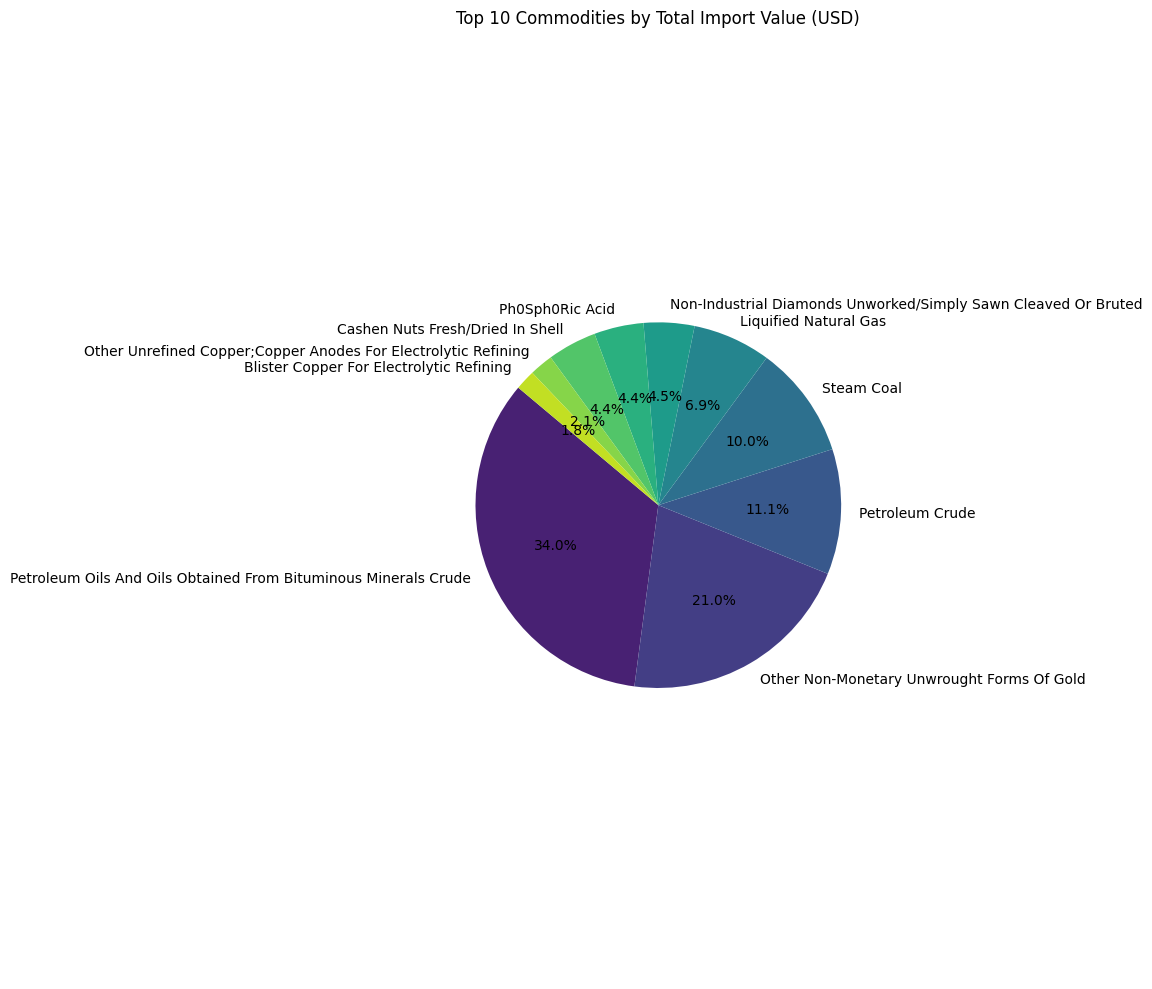 Top 10 Commodities by Total Import Value (USD)
Non-Industrial Diamonds Unworked/Simply Sawn Cleaved Or Bruted
Ph0Sph0Ric Acid
Liquified Natural Gas
Cashen Nuts Fresh/Dried In Shell
Other Unrefined Copper;Copper Anodes For Electrolytic Refining
Blister Copper For Electrolytic Refining
Steam Coal
4.5%
4.4%
6.9%
4.4%
2.1%
1.8%
10.0%
11.1%
Petroleum Crude
34.0%
Petroleum Oils And Oils Obtained From Bituminous Minerals Crude
21.0%
Other Non-Monetary Unwrought Forms Of Gold